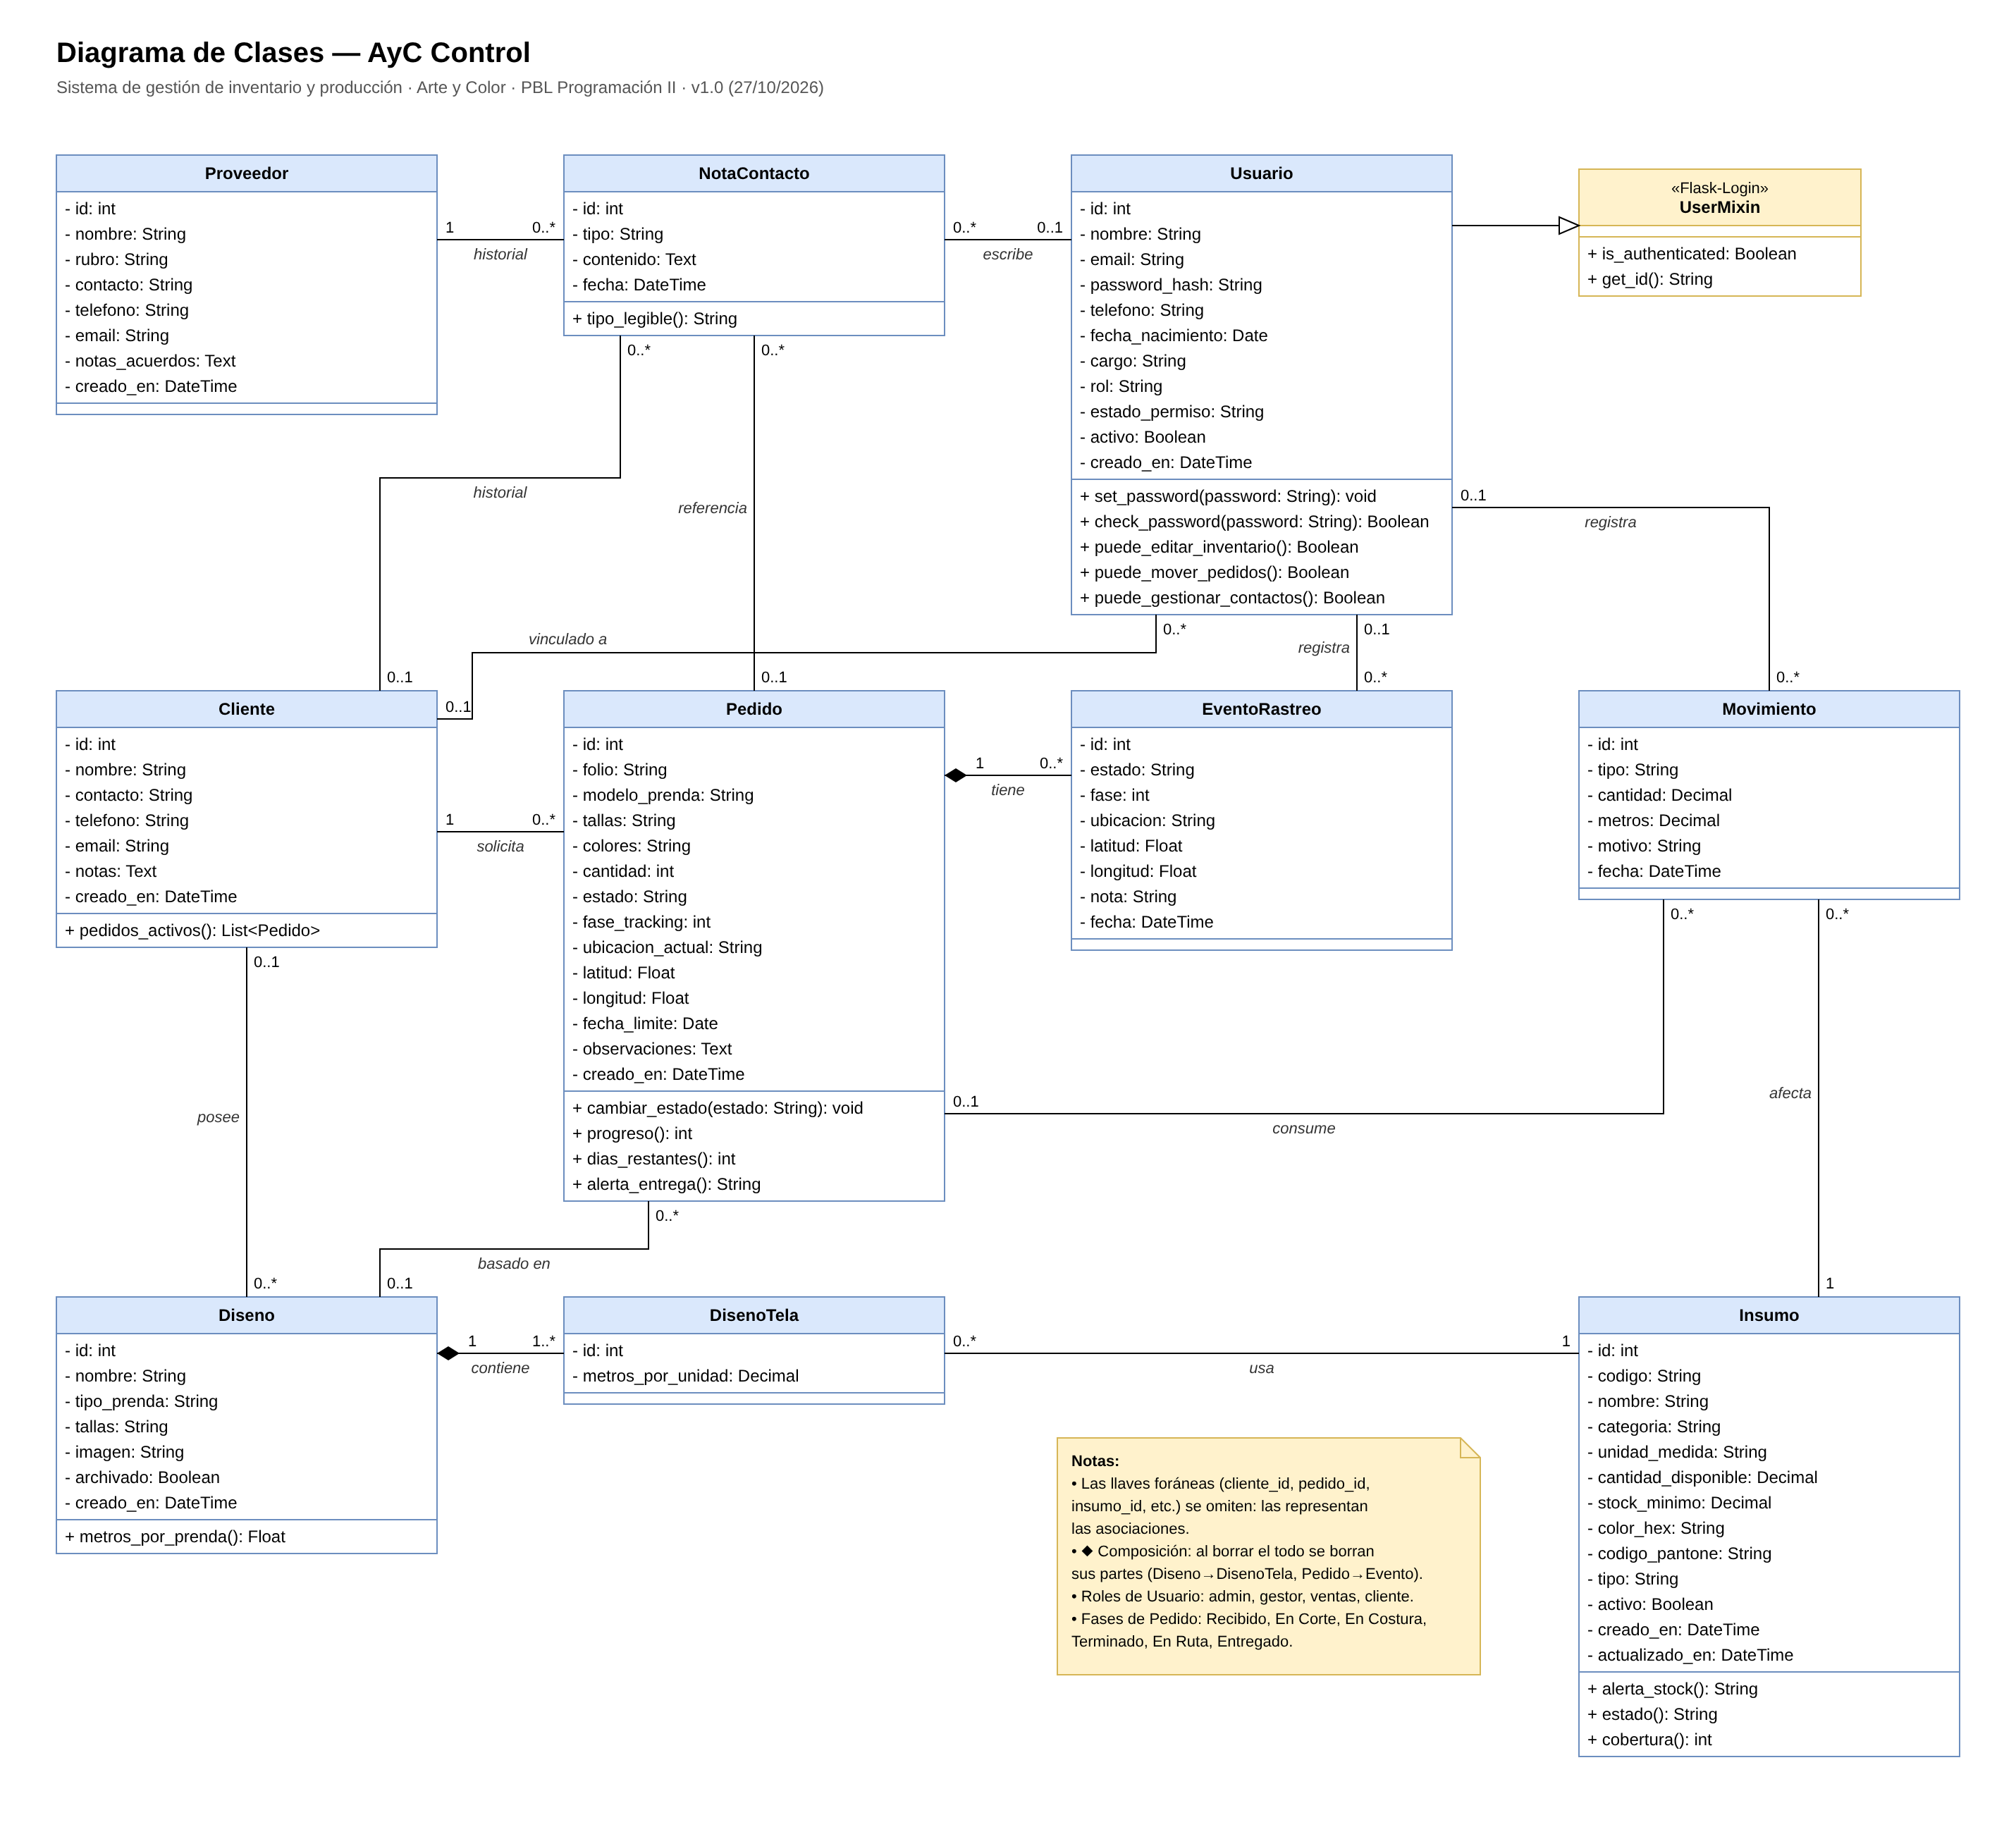 Diagrama de Clases — AyC Control
Sistema de gestión de inventario y producción · Arte y Color · PBL Programación II · v1.0 (27/10/2026)
Proveedor
- id: int
- nombre: String
- rubro: String
- contacto: String
- telefono: String
- email: String
- notas_acuerdos: Text
- creado_en: DateTime
1
0..*
historial
NotaContacto
- id: int
- tipo: String
- contenido: Text
- fecha: DateTime
+ tipo_legible(): String
0..*
0..1
escribe
Usuario
- id: int
- nombre: String
- email: String
- password_hash: String
- telefono: String
- fecha_nacimiento: Date
- cargo: String
- rol: String
- estado_permiso: String
- activo: Boolean
- creado_en: DateTime
+ set_password(password: String): void
+ check_password(password: String): Boolean
+ puede_editar_inventario(): Boolean
+ puede_mover_pedidos(): Boolean
+ puede_gestionar_contactos(): Boolean
«Flask-Login»
UserMixin
+ is_authenticated: Boolean
+ get_id(): String
0..*
0..*
historial
referencia
0..1
registra
vinculado a
0..*
0..1
registra
0..1
0..1
0..1
0..*
0..*
Cliente
- id: int
- nombre: String
- contacto: String
- telefono: String
- email: String
- notas: Text
- creado_en: DateTime
+ pedidos_activos(): List<Pedido>
1
0..*
solicita
Pedido
- id: int
- folio: String
- modelo_prenda: String
- tallas: String
- colores: String
- cantidad: int
- estado: String
- fase_tracking: int
- ubicacion_actual: String
- latitud: Float
- longitud: Float
- fecha_limite: Date
- observaciones: Text
- creado_en: DateTime
+ cambiar_estado(estado: String): void
+ progreso(): int
+ dias_restantes(): int
+ alerta_entrega(): String
1
0..*
tiene
EventoRastreo
- id: int
- estado: String
- fase: int
- ubicacion: String
- latitud: Float
- longitud: Float
- nota: String
- fecha: DateTime
Movimiento
- id: int
- tipo: String
- cantidad: Decimal
- metros: Decimal
- motivo: String
- fecha: DateTime
0..*
0..*
0..1
posee
0..1
consume
afecta
0..*
basado en
0..*
0..1
1
Diseno
- id: int
- nombre: String
- tipo_prenda: String
- tallas: String
- imagen: String
- archivado: Boolean
- creado_en: DateTime
+ metros_por_prenda(): Float
1
1..*
contiene
DisenoTela
- id: int
- metros_por_unidad: Decimal
0..*
1
usa
Insumo
- id: int
- codigo: String
- nombre: String
- categoria: String
- unidad_medida: String
- cantidad_disponible: Decimal
- stock_minimo: Decimal
- color_hex: String
- codigo_pantone: String
- tipo: String
- activo: Boolean
- creado_en: DateTime
- actualizado_en: DateTime
+ alerta_stock(): String
+ estado(): String
+ cobertura(): int
Notas:
• Las llaves foráneas (cliente_id, pedido_id,
insumo_id, etc.) se omiten: las representan
las asociaciones.
• ◆ Composición: al borrar el todo se borran
sus partes (Diseno→DisenoTela, Pedido→Evento).
• Roles de Usuario: admin, gestor, ventas, cliente.
• Fases de Pedido: Recibido, En Corte, En Costura,
Terminado, En Ruta, Entregado.